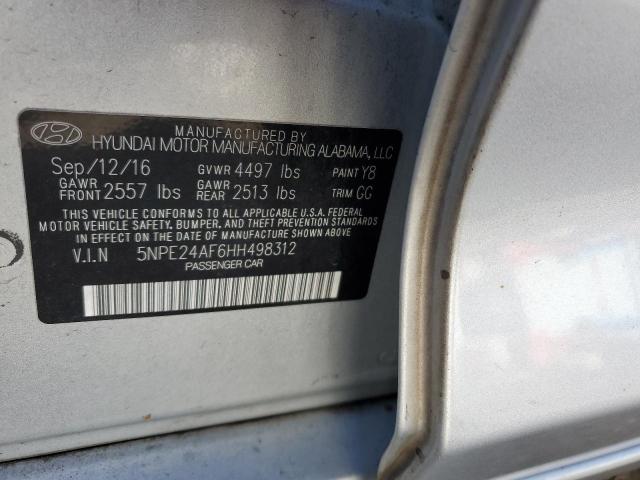 MANUFACTURED BY
HYUNDAI MOTOR MANUFACTURING ALABAMA, LLC
Sep/12/16 GVWR 4497 lbs PAINT Y8
GAWR FRONT 2557 lbs GAWR REAR 2513 lbs TRIM GG
THIS VEHICLE CONFORMS TO ALL APPLICABLE U.S.A. FEDERAL
MOTOR VEHICLE SAFETY, BUMPER, AND THEFT PREVENTION STANDARDS
IN EFFECT ON THE DATE OF MANUFACTURE SHOWN ABOVE.
V.I.N 5NPE24AF6HH498312
PASSENGER CAR